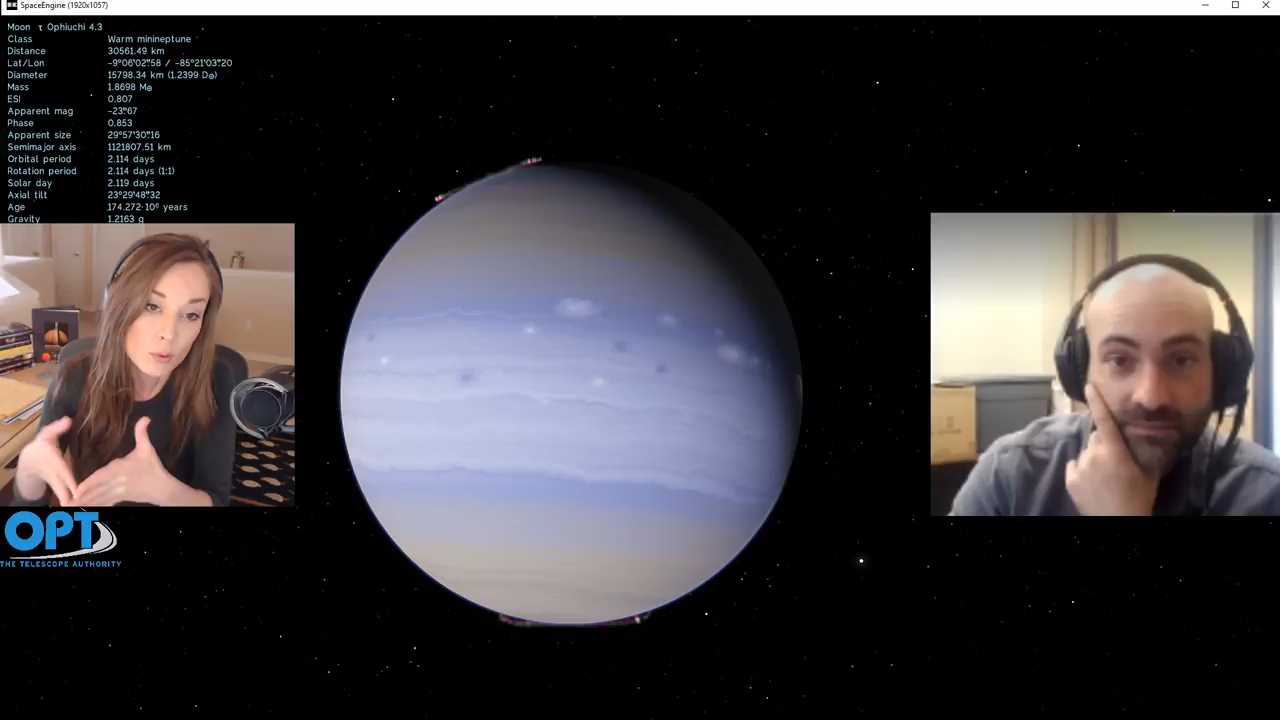 SpaceEngine (1920x1057)
Moon τ Ophiuchi 4.3
Class Warm minineptune
Distance 30561.49 km
Lat/Lon -9°06'02."58 / -85°21'03."20
Diameter 15798.34 km (1.2399 D⊕)
Mass 1.8698 M⊕
ESI 0.807
Apparent mag -23.ᵐ67
Phase 0.853
Apparent size 29°57'30."16
Semimajor axis 1121807.51 km
Orbital period 2.114 days
Rotation period 2.114 days (1:1)
Solar day 2.119 days
Axial tilt 23°29'48."32
Age 174.272·10⁶ years
Gravity 1.2163 g
OPT
THE TELESCOPE AUTHORITY